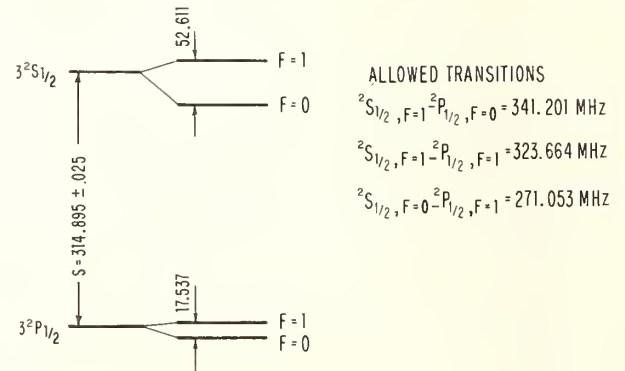 52.611
3²S1/2
F=1
F=0
S=314.895 ±.025
17.537
3²P1/2
F=1
F=0
ALLOWED TRANSITIONS
²S1/2, F=1-²P1/2, F=0=341.201 MHz
²S1/2, F=1-²P1/2, F=1=323.664 MHz
²S1/2, F=0-²P1/2, F=1=271.053 MHz